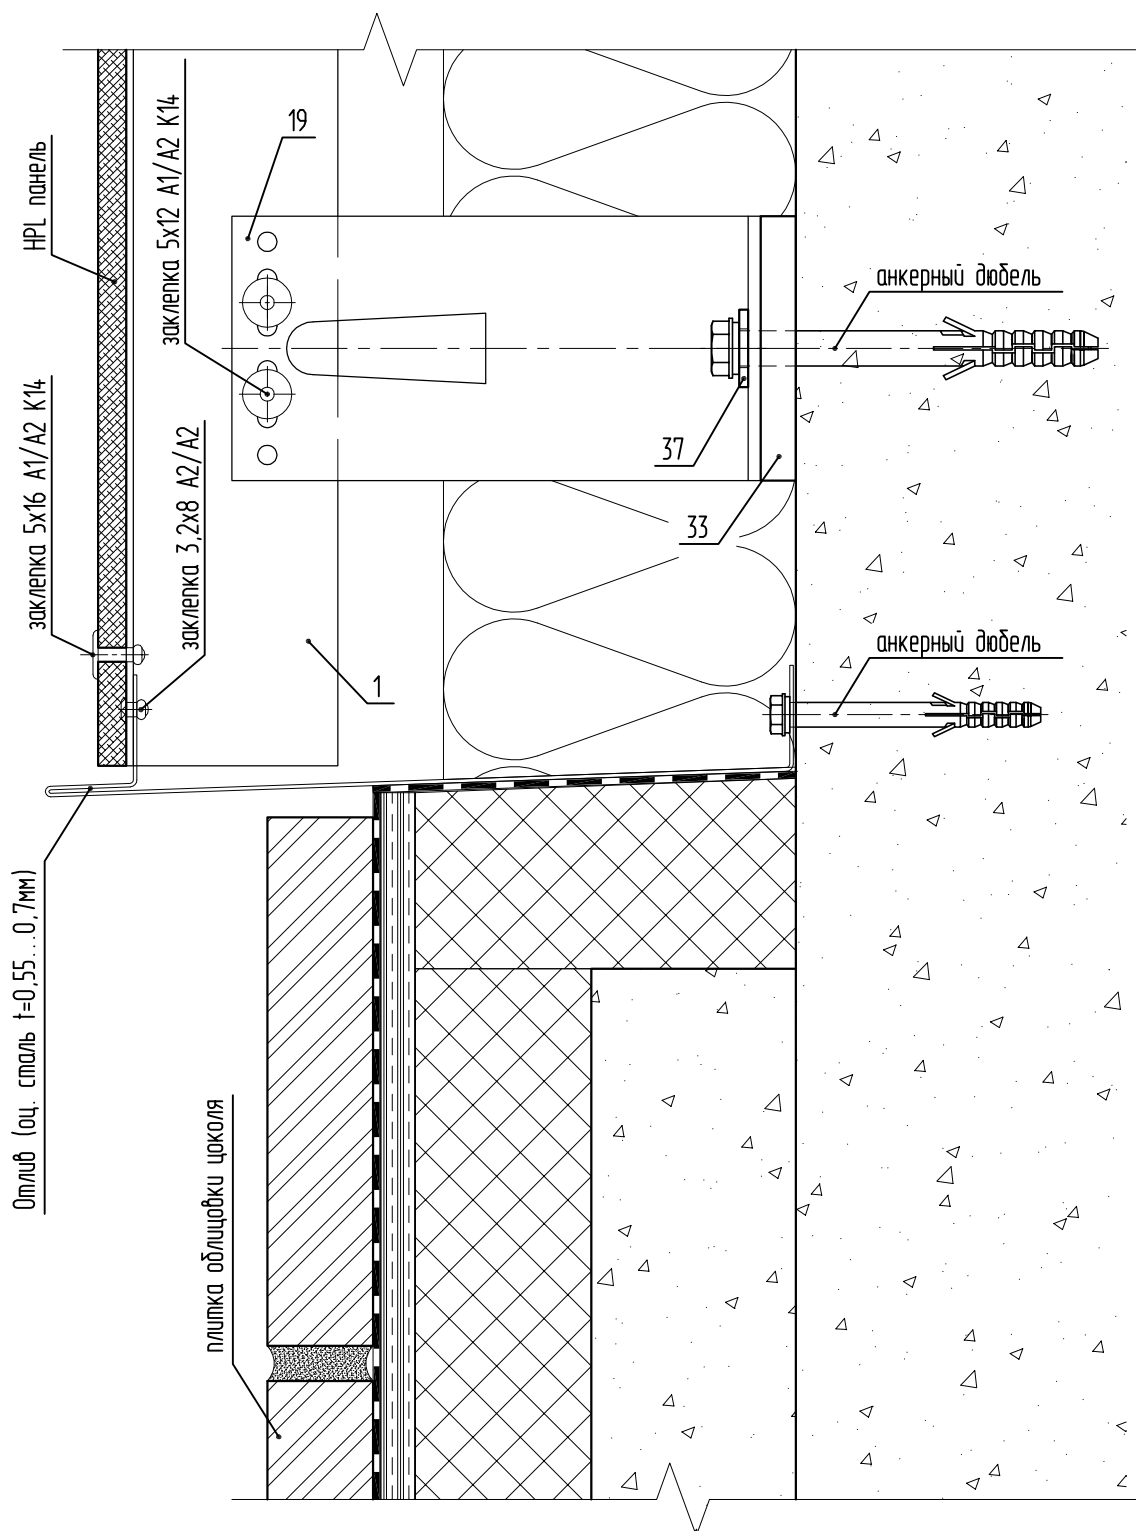 HPL панель
заклепка 5х12 А1/А2 К14
19
анкерный дюбель
заклепка 5х16 А1/А2 К14
заклепка 3,2х8 А2/А2
37
33
1
анкерный дюбель
Отлив (оц. сталь t=0,55...0,7мм)
плитка облицовки цоколя